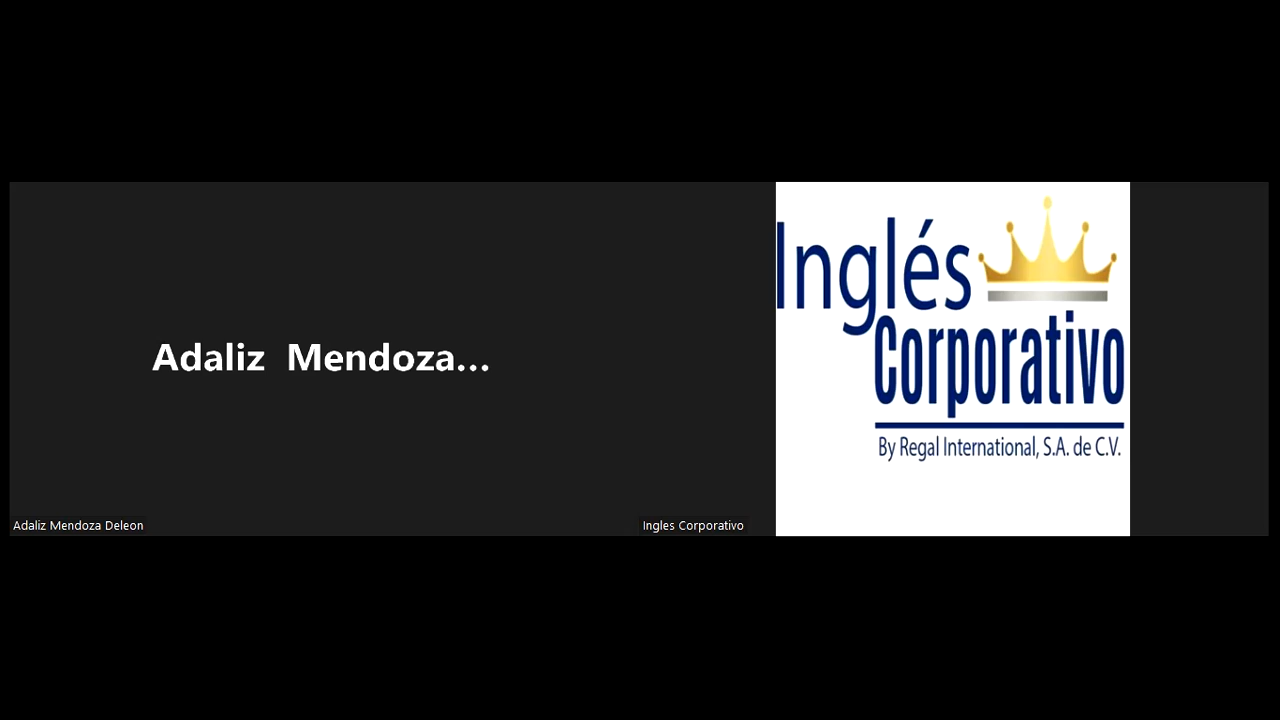 Adaliz Mendoza...
Adaliz Mendoza Deleon
Inglés
Corporativo
By Regal International, S.A. de C.V.
Ingles Corporativo